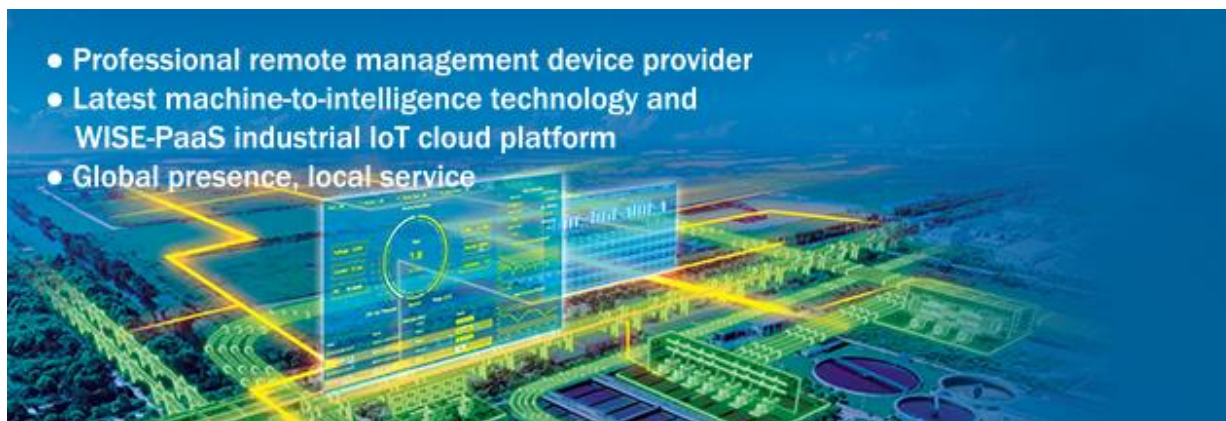 ● Professional remote management device provider
● Latest machine-to-intelligence technology and
WISE-PaaS industrial IoT cloud platform
● Global presence, local service